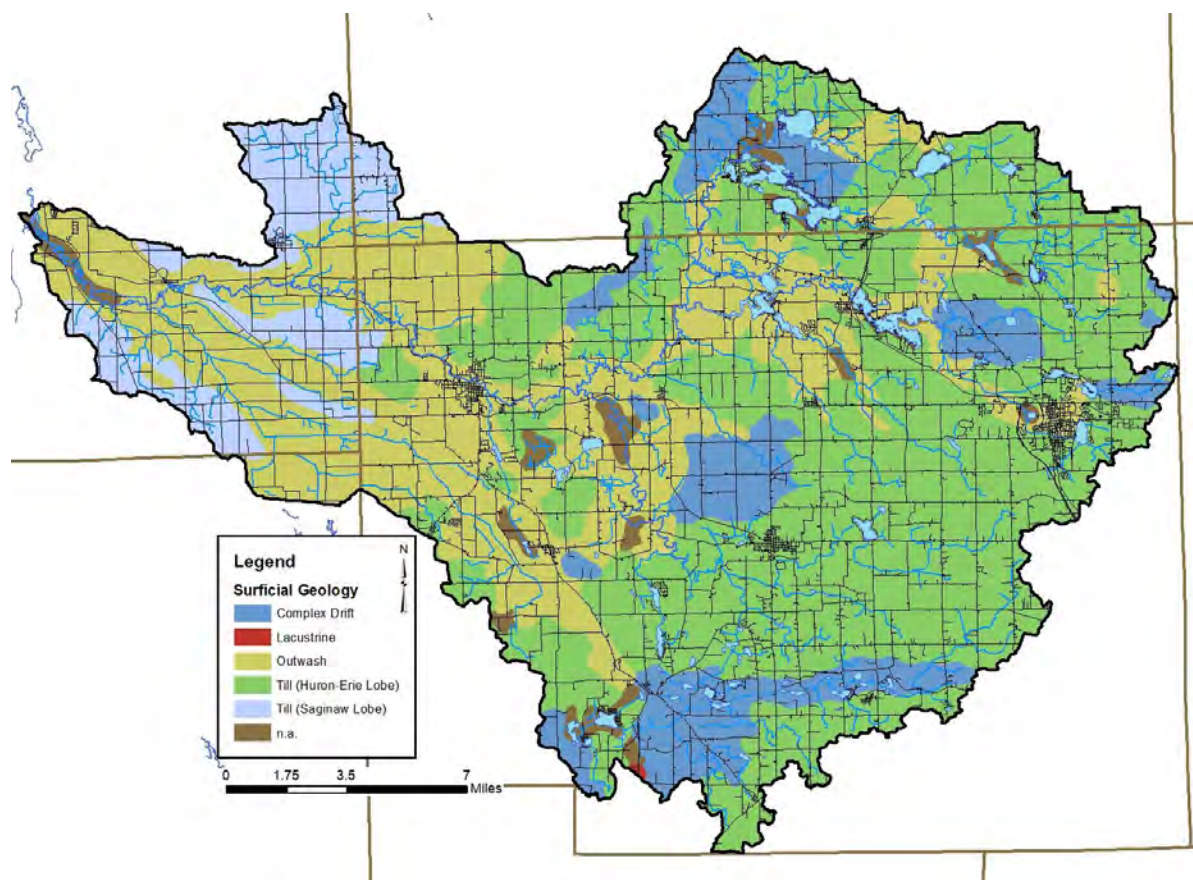 Legend
N
Surficial Geology
Complex Drift
Lacustrine
Outwash
Till (Huron-Erie Lobe)
Till (Saginaw Lobe)
n.a.
0 1.75 3.5 7
Miles